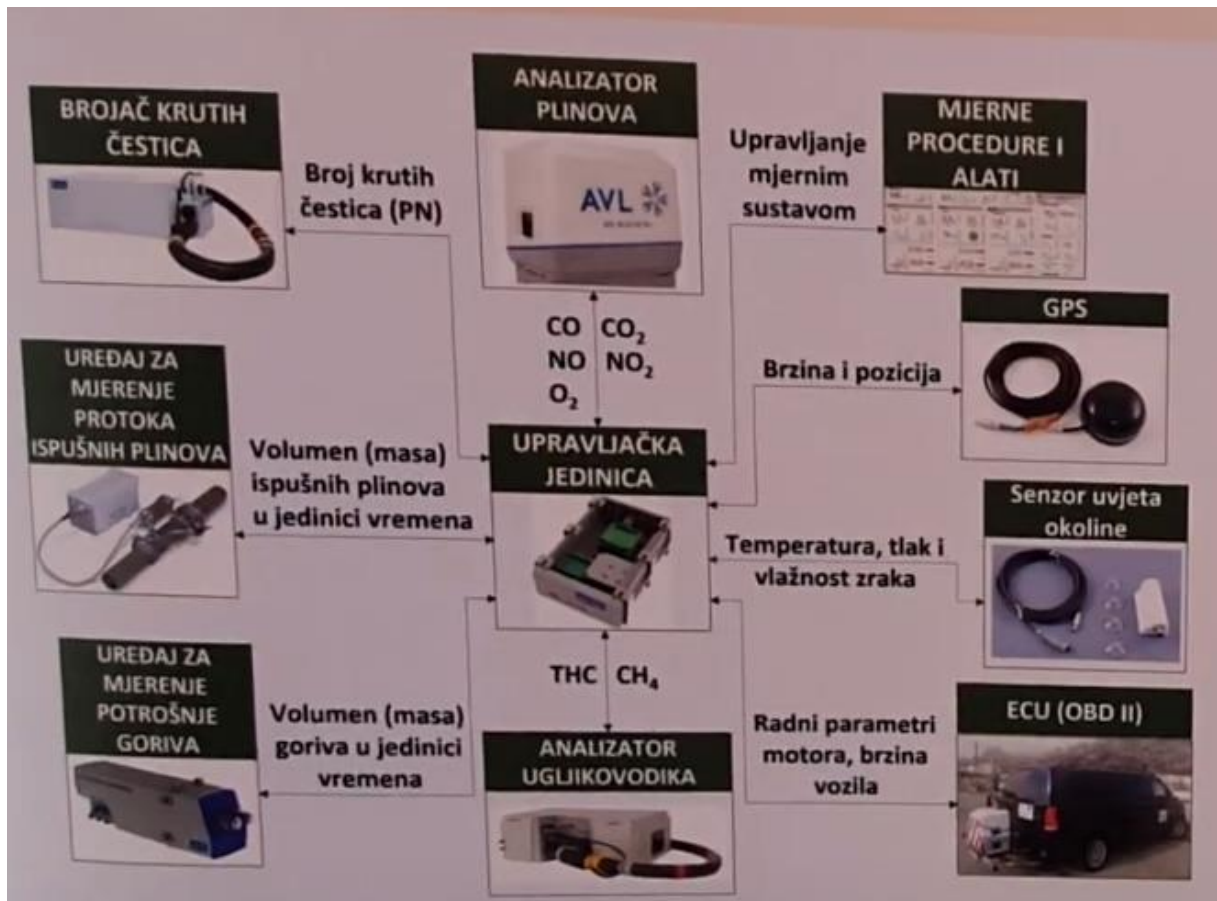 BROJAČ KRUTIH
ČESTICA
Broj krutih
čestica (PN)
ANALIZATOR
PLINOVA
AVL
Upravljanje
mjernim
sustavom
MJERNE
PROCEDURE I
ALATI
CO CO₂
NO NO₂
O₂
GPS
Brzina i pozicija
UREĐAJ ZA
MJERENJE
PROTOKA
ISPUŠNIH PLINOVA
Volumen (masa)
ispušnih plinova
u jedinici vremena
UPRAVLJAČKA
JEDINICA
Senzor uvjeta
okoline
Temperatura, tlak i
vlažnost zraka
UREĐAJ ZA
MJERENJE
POTROŠNJE
GORIVA
Volumen (masa)
goriva u jedinici
vremena
THC CH₄
ANALIZATOR
UGLJIKOVODIKA
Radni parametri
motora, brzina
vozila
ECU (OBD II)